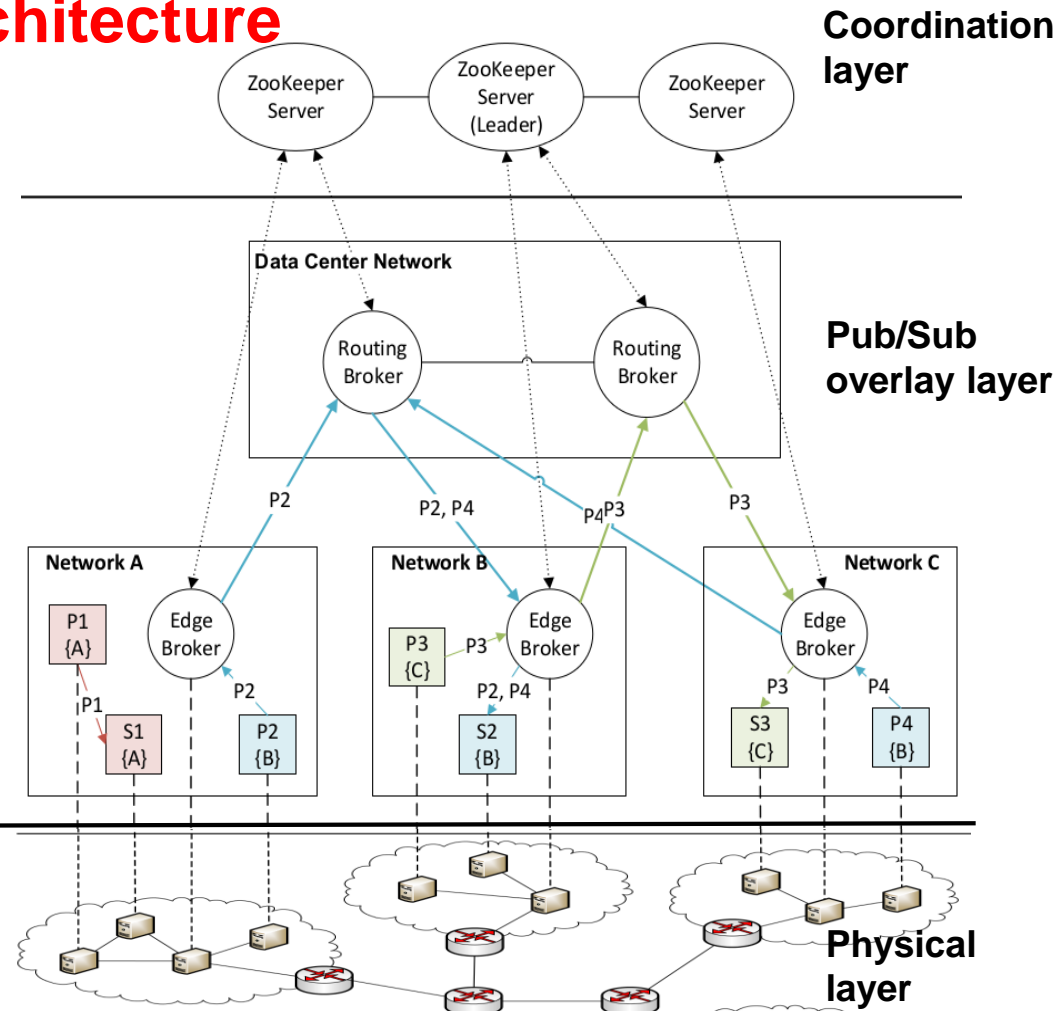 chitecture
Coordination
layer
ZooKeeper
Server
ZooKeeper
Server
(Leader)
ZooKeeper
Server
Data Center Network
Routing
Broker
Routing
Broker
Pub/Sub
overlay layer
P2
P2, P4
P4
P3
P3
Network A
P1
{A}
Edge
Broker
P1
S1
{A}
P2
P2
{B}
Network B
P3
{C}
P3
Edge
Broker
P2, P4
S2
{B}
Network C
Edge
Broker
P3
P4
S3
{C}
P4
{B}
Physical
layer